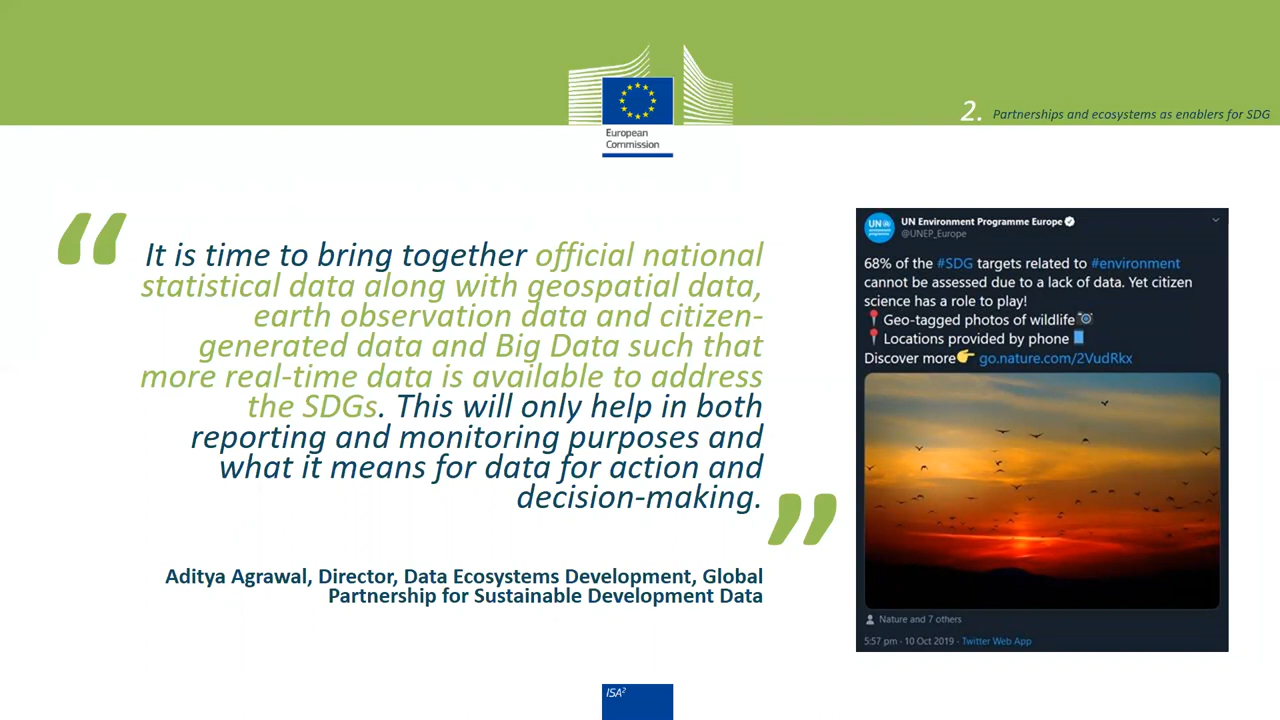 European
Commission
2. Partnerships and ecosystems as enablers for SDG
“
It is time to bring together official national
statistical data along with geospatial data,
earth observation data and citizen-
generated data and Big Data such that
more real-time data is available to address
the SDGs. This will only help in both
reporting and monitoring purposes and
what it means for data for action and
decision-making.
”
Aditya Agrawal, Director, Data Ecosystems Development, Global
Partnership for Sustainable Development Data
UN
environment
programme
UN Environment Programme Europe
@UNEP_Europe
68% of the #SDG targets related to #environment
cannot be assessed due to a lack of data. Yet citizen
science has a role to play!
Geo-tagged photos of wildlife
Locations provided by phone
Discover more go.nature.com/2VudRkx
Nature and 7 others
5:57 pm · 10 Oct 2019 · Twitter Web App
ISA²